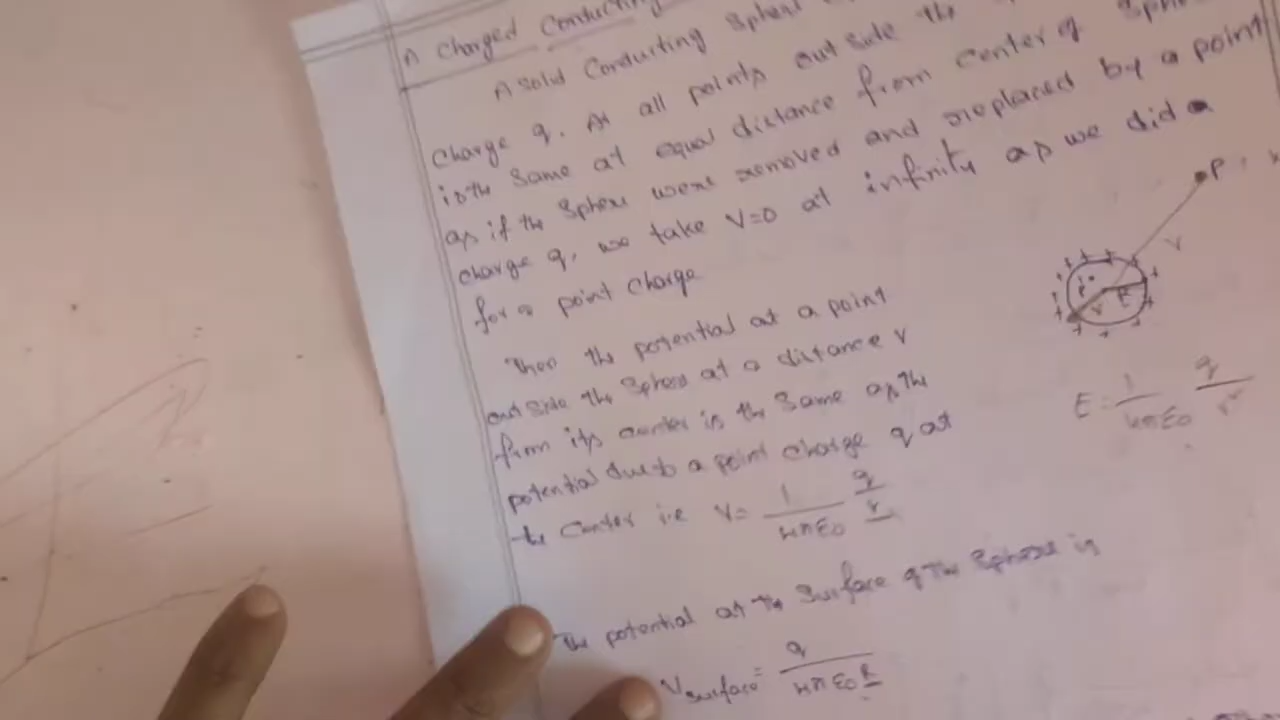 A Charged Conducting
A Solid Conducting Sphere
Charge q. At all points out side the
is the same at equal distance from center of Sphe
as if the Sphere were removed and replaced by a point
charge q, we take V=0 at infinity as we did
for a point charge
Then the potential at a point
out side the Sphere at a distance r
from its center is the same as the
potential due to a point charge q at
the center i.e V = 1/4πε0 q/r
The potential at the Surface of the Sphere is
Vsurface = q/4πε0 R
P
r
R
r
E = 1/4πε0 q/r²